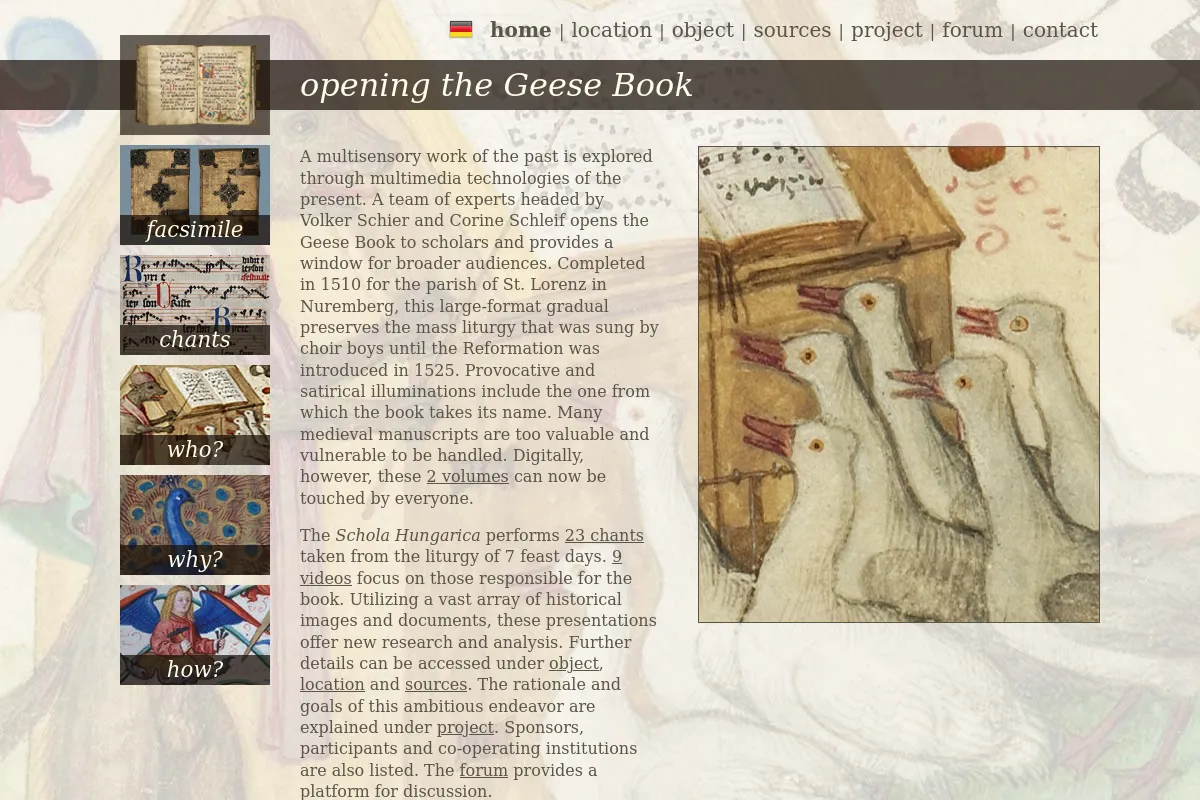 home | location | object | sources | project | forum | contact
opening the Geese Book
facsimile
chants
who?
why?
how?
A multisensory work of the past is explored
through multimedia technologies of the
present. A team of experts headed by
Volker Schier and Corine Schleif opens the
Geese Book to scholars and provides a
window for broader audiences. Completed
in 1510 for the parish of St. Lorenz in
Nuremberg, this large-format gradual
preserves the mass liturgy that was sung by
choir boys until the Reformation was
introduced in 1525. Provocative and
satirical illuminations include the one from
which the book takes its name. Many
medieval manuscripts are too valuable and
vulnerable to be handled. Digitally,
however, these 2 volumes can now be
touched by everyone.
The Schola Hungarica performs 23 chants
taken from the liturgy of 7 feast days. 9
videos focus on those responsible for the
book. Utilizing a vast array of historical
images and documents, these presentations
offer new research and analysis. Further
details can be accessed under object,
location and sources. The rationale and
goals of this ambitious endeavor are
explained under project. Sponsors,
participants and co-operating institutions
are also listed. The forum provides a
platform for discussion.